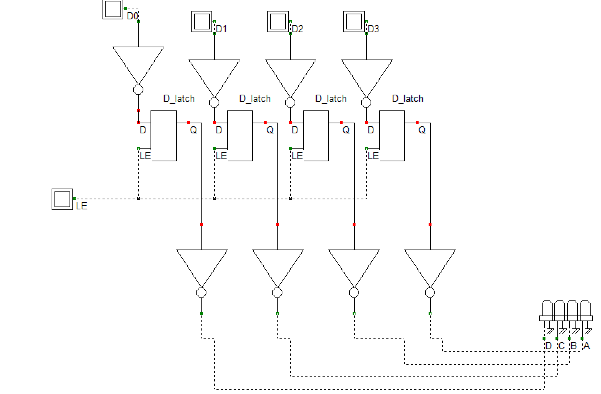 D0 D1 D2 D3
D_latch D_latch D_latch D_latch
D Q D Q D Q D Q
LE LE LE LE
LE
D C B A